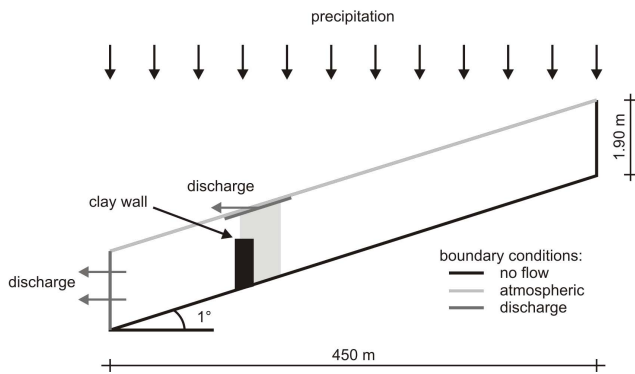 precipitation
1.90 m
discharge
clay wall
discharge
boundary conditions:
no flow
atmospheric
discharge
1°
450 m